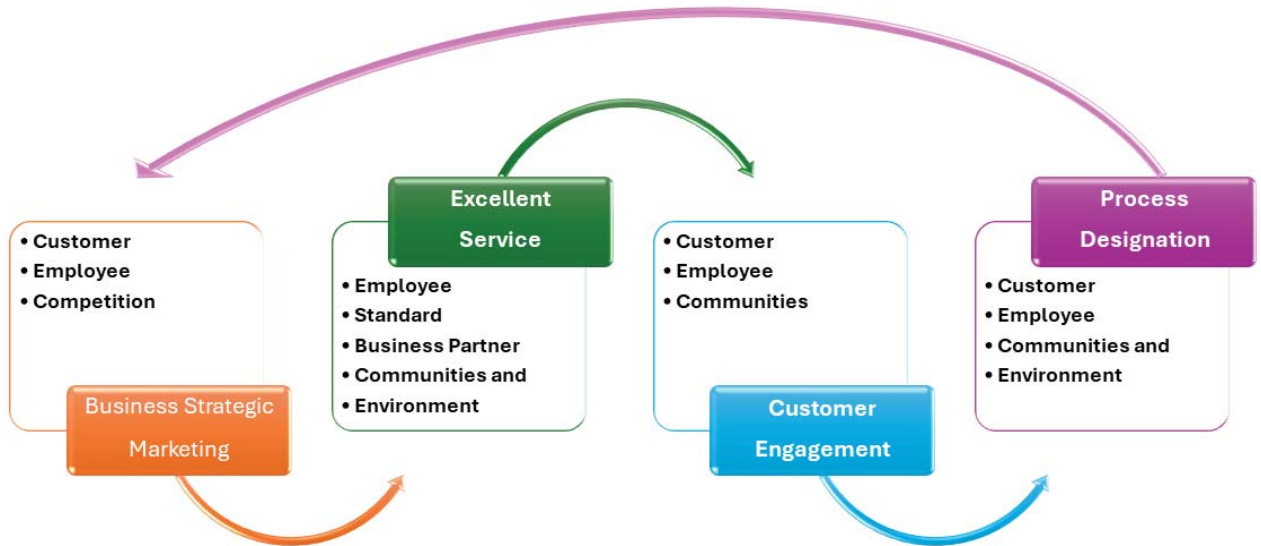 • Customer
• Employee
• Competition
Business Strategic
Marketing
Excellent
Service
• Employee
• Standard
• Business Partner
• Communities and
• Environment
• Customer
• Employee
• Communities
Customer
Engagement
Process
Designation
• Customer
• Employee
• Communities and
• Environment